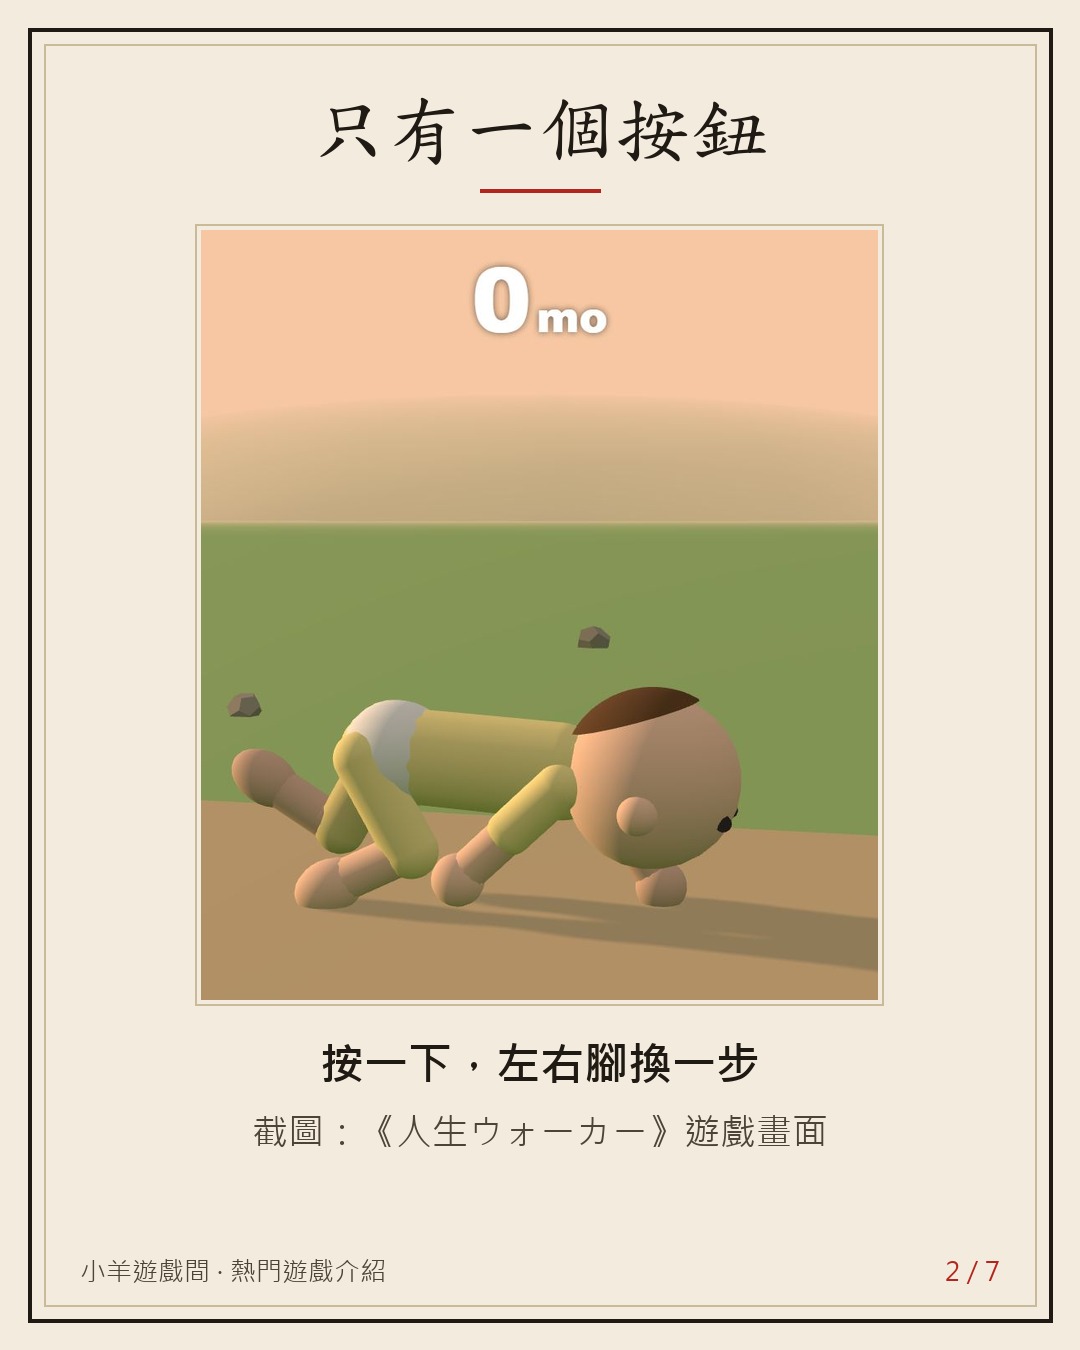 只有一個按鈕
0mo
按一下，左右腳換一步
截圖：《人生ウォーカー》遊戲畫面
小羊遊戲間·熱門遊戲介紹
2/7